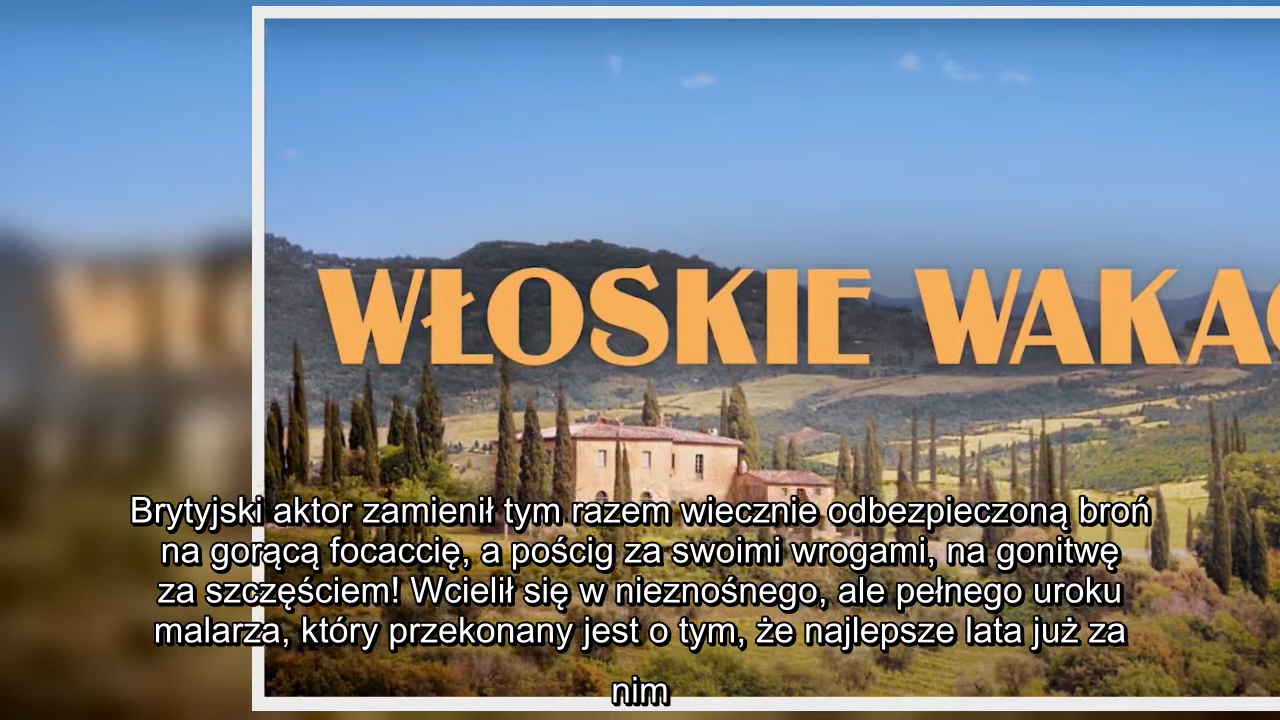 WŁOSKIE WAKAC
Brytyjski aktor zamienił tym razem wiecznie odbezpieczoną broń
na gorącą focaccię, a pościg za swoimi wrogami, na gonitwę
za szczęściem! Wcielił się w nieznośnego, ale pełnego uroku
malarza, który przekonany jest o tym, że najlepsze lata już za
nim